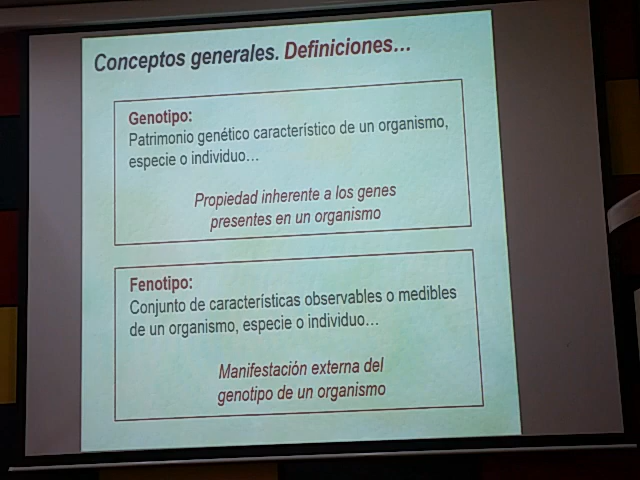 Conceptos generales. Definiciones...
Genotipo:
Patrimonio genético característico de un organismo,
especie o individuo...
Propiedad inherente a los genes
presentes en un organismo
Fenotipo:
Conjunto de características observables o medibles
de un organismo, especie o individuo...
Manifestación externa del
genotipo de un organismo